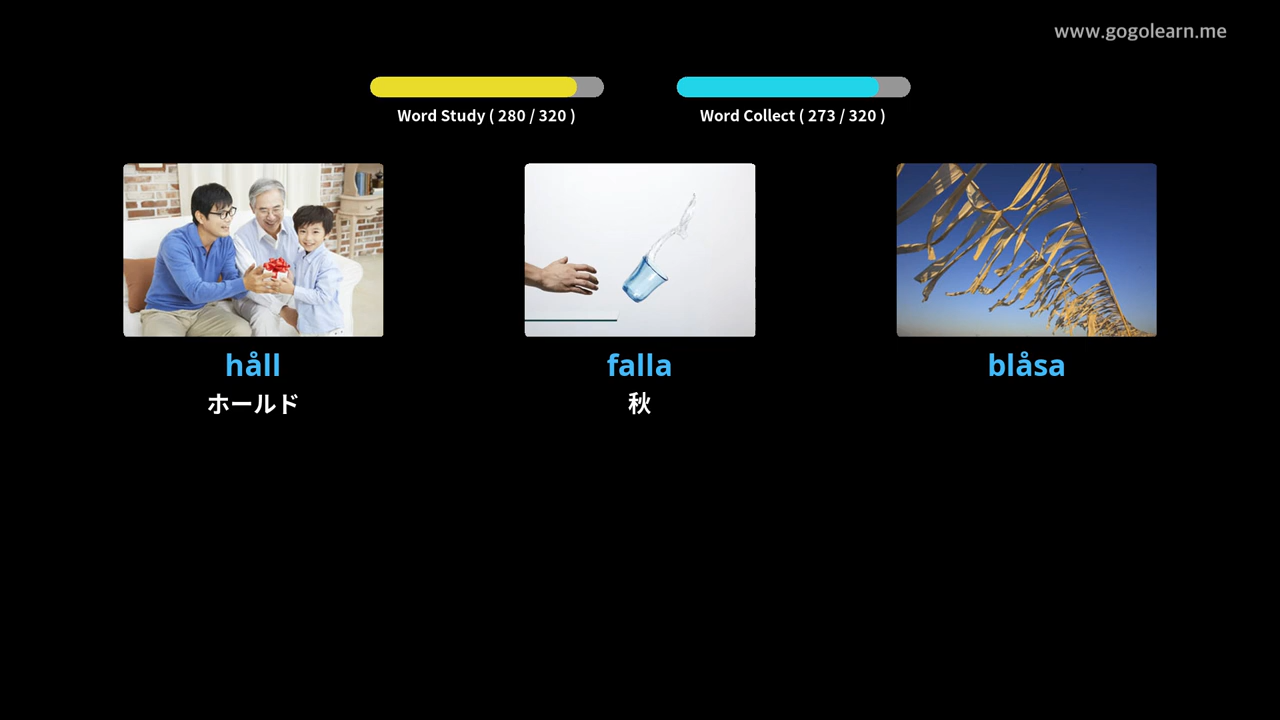 www.gogolearn.me
Word Study ( 280 / 320 )
Word Collect ( 273 / 320 )
håll
falla
blåsa
ホールド
秋